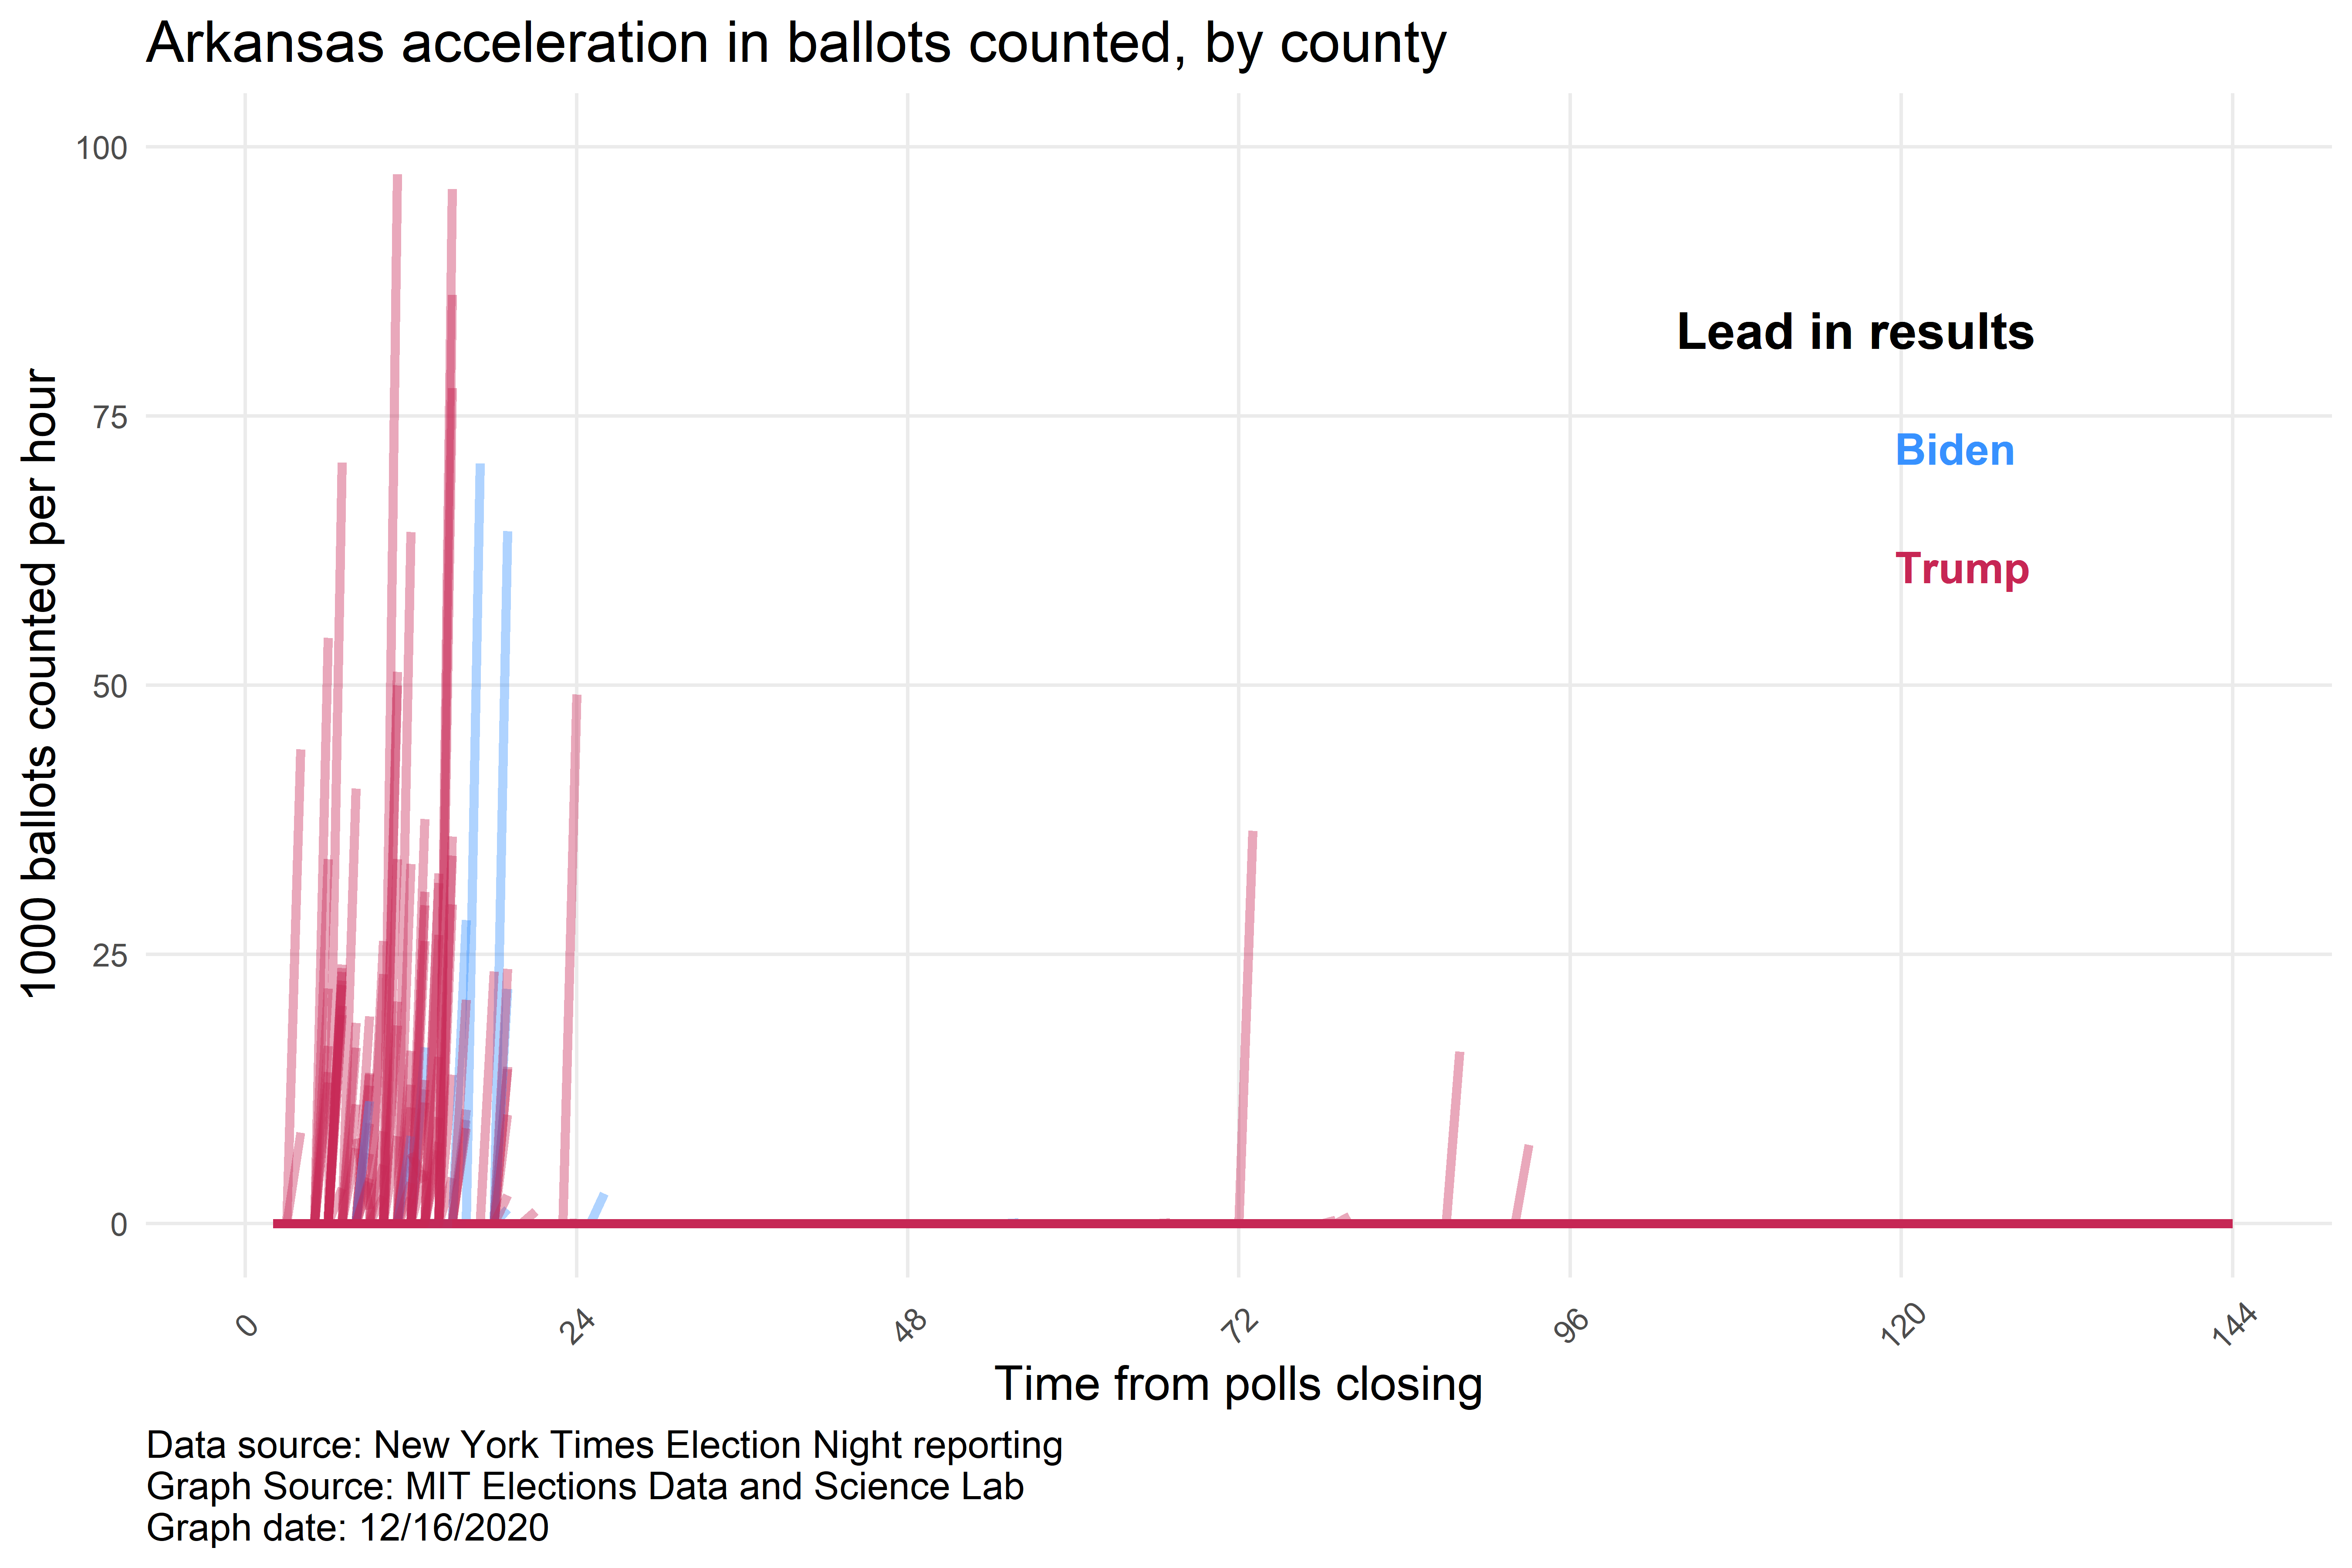 Arkansas acceleration in ballots counted, by county
1000 ballots counted per hour
100
75
50
25
0
Lead in results
Biden
Trump
0
24
48
72
96
120
144
Time from polls closing
Data source: New York Times Election Night reporting
Graph Source: MIT Elections Data and Science Lab
Graph date: 12/16/2020